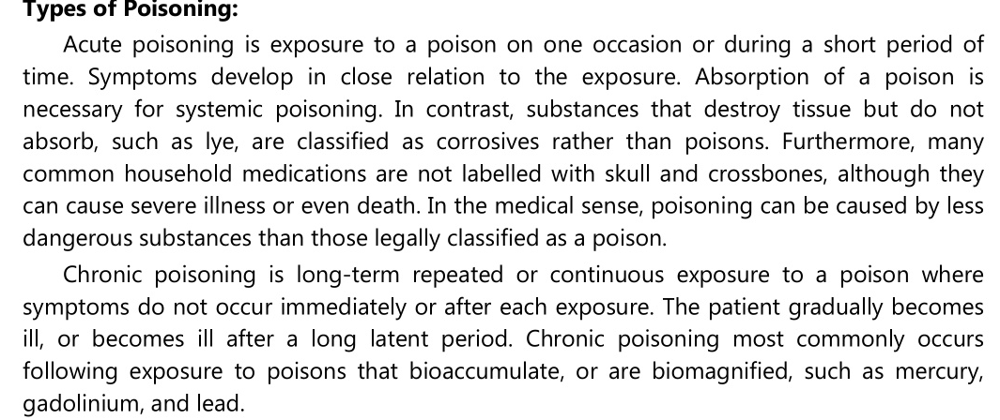 Types of Poisoning:
Acute poisoning is exposure to a poison on one occasion or during a short period of
time. Symptoms develop in close relation to the exposure. Absorption of a poison is
necessary for systemic poisoning. In contrast, substances that destroy tissue but do not
absorb, such as lye, are classified as corrosives rather than poisons. Furthermore, many
common household medications are not labelled with skull and crossbones, although they
can cause severe illness or even death. In the medical sense, poisoning can be caused by less
dangerous substances than those legally classified as a poison.
Chronic poisoning is long-term repeated or continuous exposure to a poison where
symptoms do not occur immediately or after each exposure. The patient gradually becomes
ill, or becomes ill after a long latent period. Chronic poisoning most commonly occurs
following exposure to poisons that bioaccumulate, or are biomagnified, such as mercury,
gadolinium, and lead.